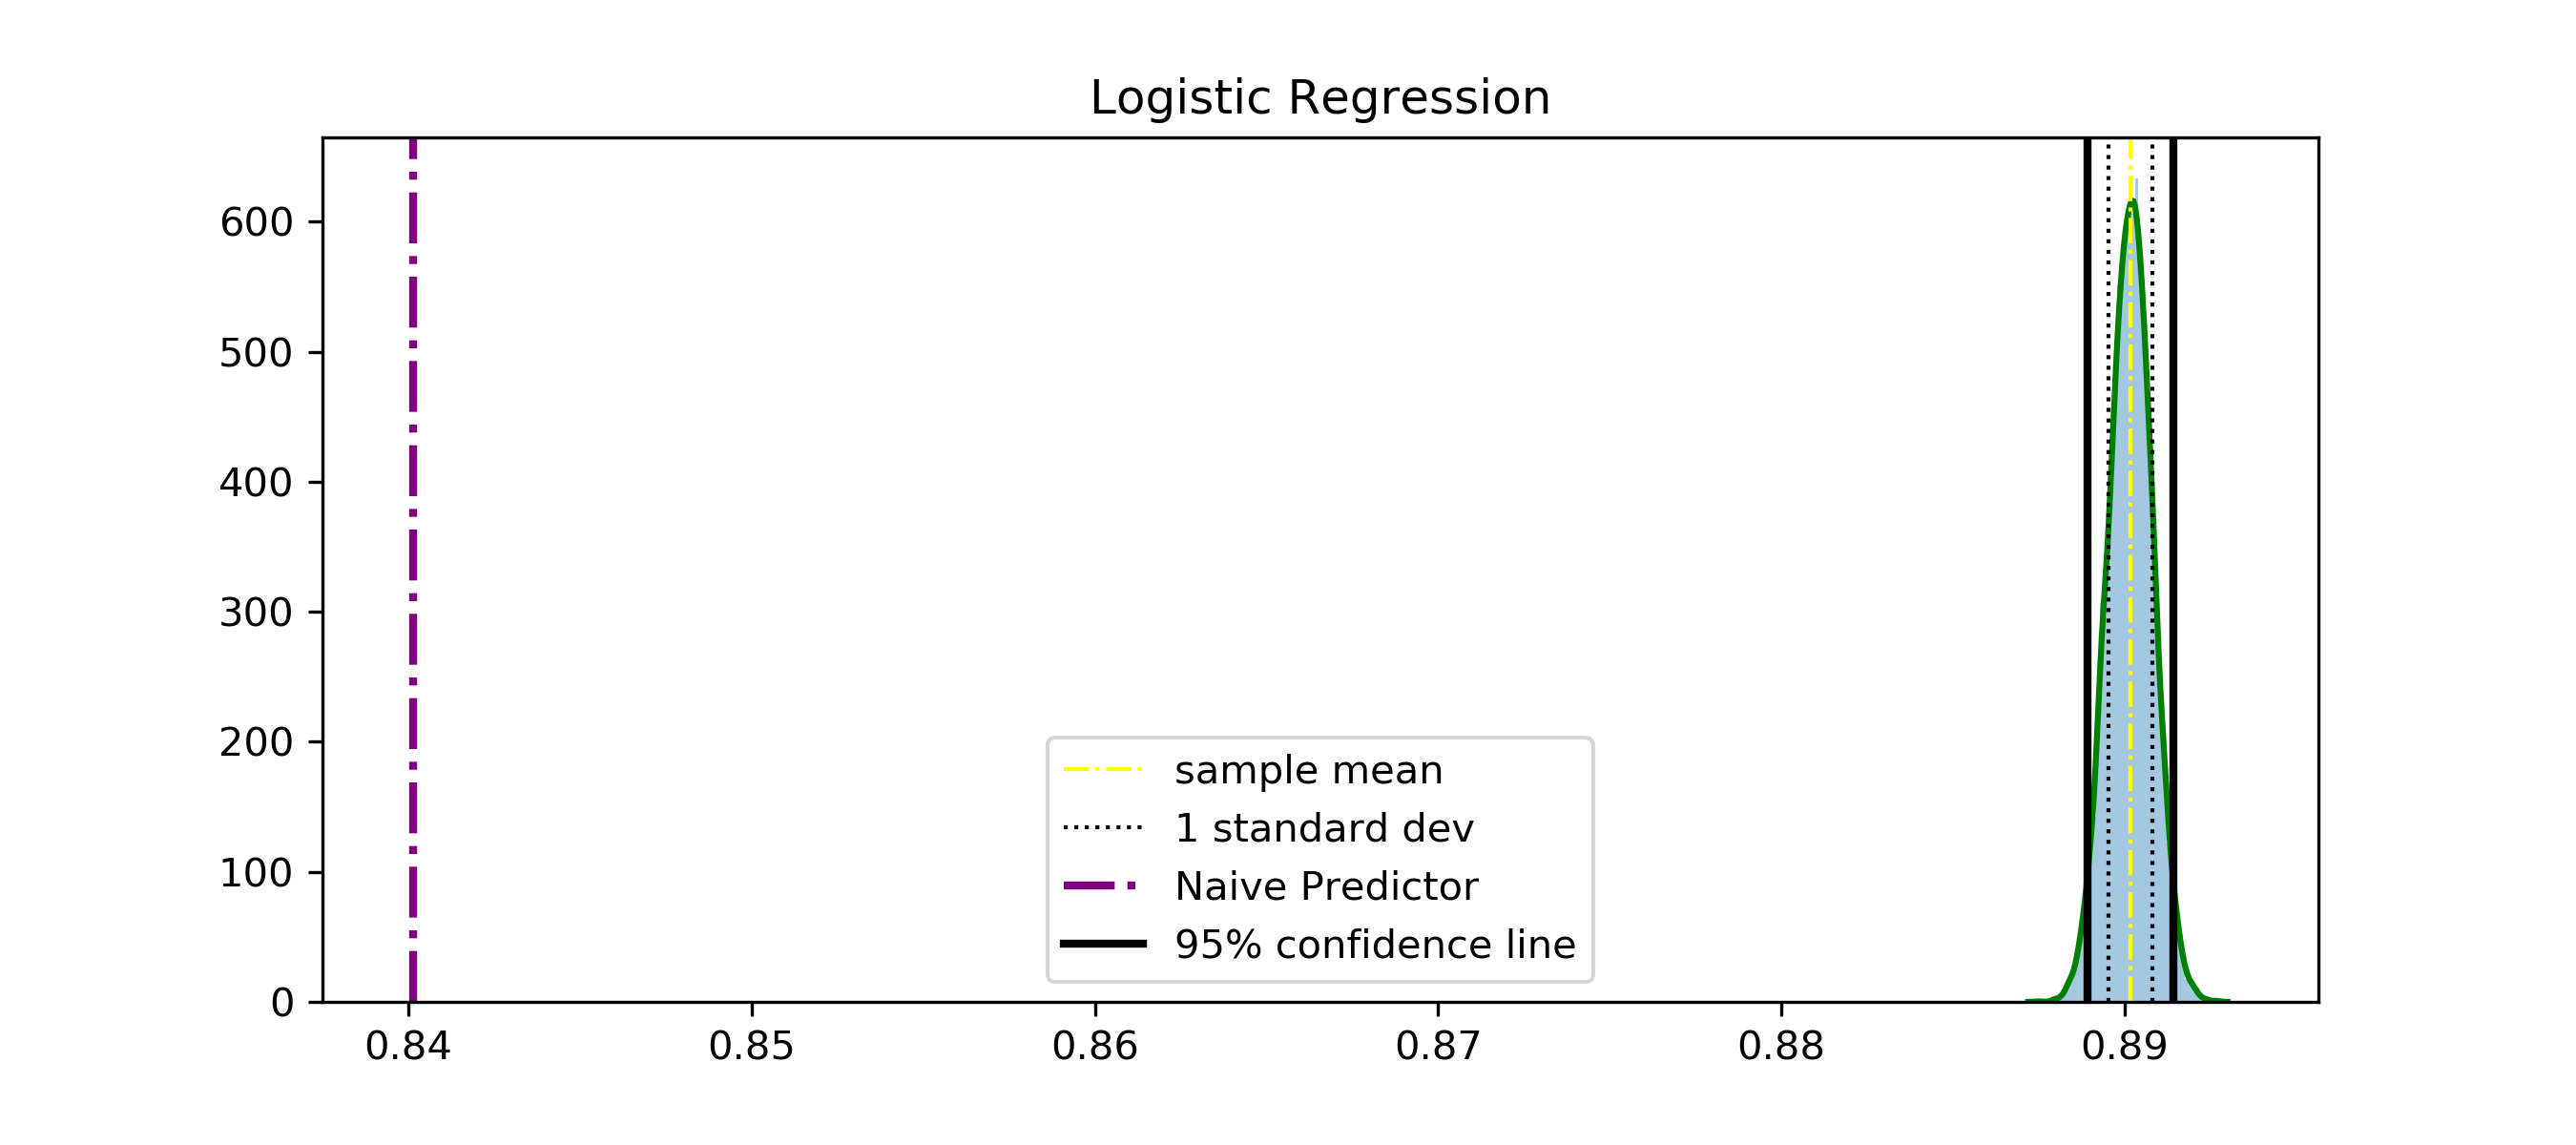 Logistic Regression
600
500
400
300
200
100
0
sample mean
1 standard dev
Naive Predictor
95% confidence line
0.84 0.85 0.86 0.87 0.88 0.89